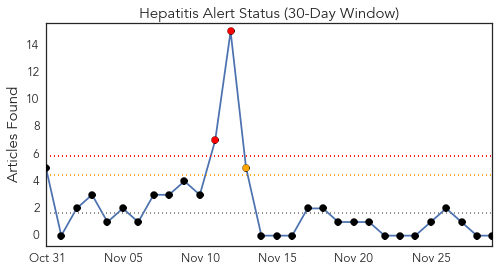 Hepatitis Alert Status (30-Day Window)
Articles Found
14
12
10
8
6
4
2
0
Oct 31
Nov 05
Nov 10
Nov 15
Nov 20
Nov 25